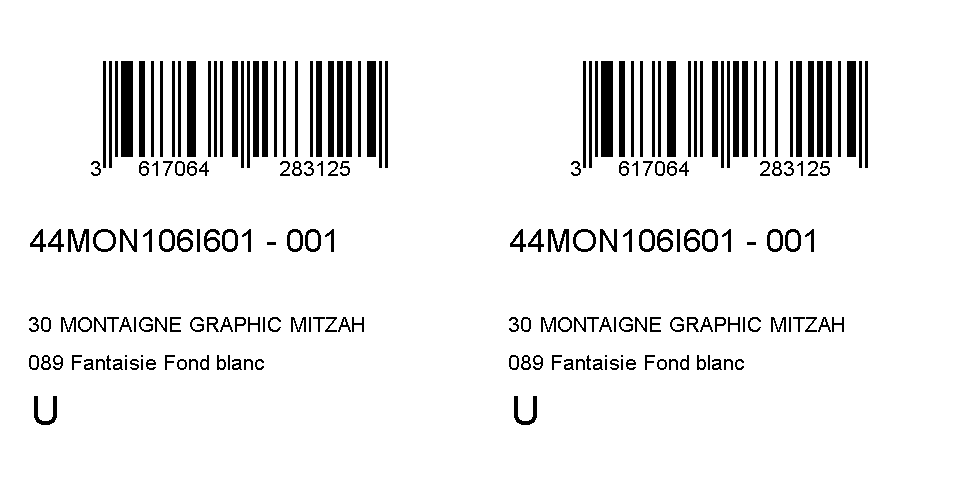 3 617064 283125
44MON106I601 - 001
30 MONTAIGNE GRAPHIC MITZAH
089 Fantaisie Fond blanc
U
3 617064 283125
44MON106I601 - 001
30 MONTAIGNE GRAPHIC MITZAH
089 Fantaisie Fond blanc
U